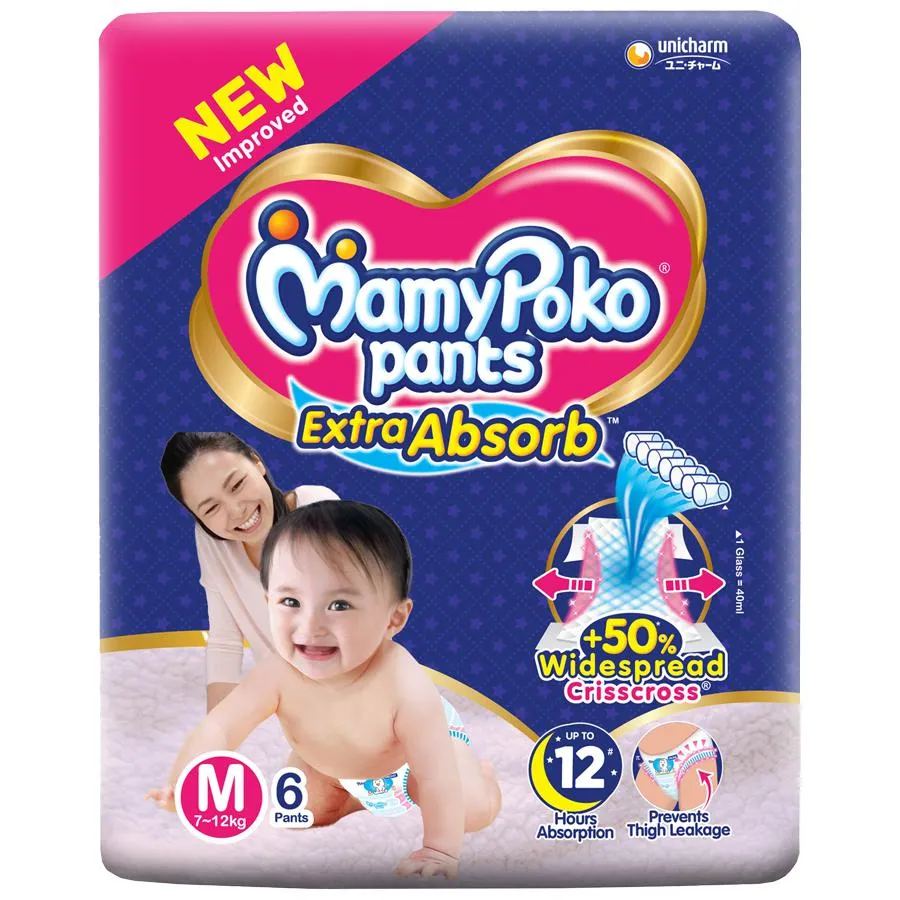 NEW
Improved
unicharm
ユニ・チャーム
MamyPoko®
pants
Extra Absorb™
▲1 Glass = 40ml
+50%
Widespread
Crisscross®
M
7~12kg
6
Pants
UP TO
12#
Hours
Absorption
Prevents
Thigh Leakage